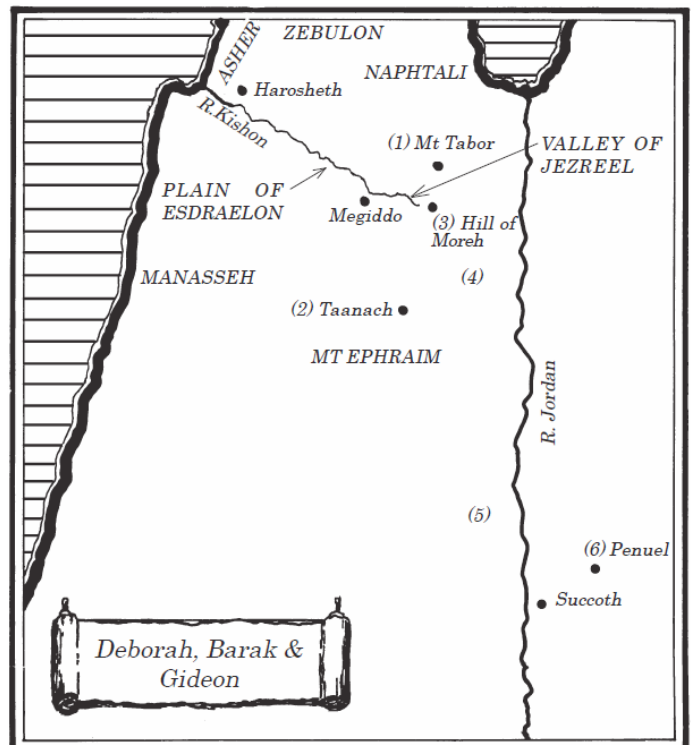 ZEBULON
ASHER
NAPHTALI
Harosheth
R.Kishon
(1) Mt Tabor
VALLEY OF
JEZREEL
PLAIN OF
ESDRAELON
Megiddo
(3) Hill of
Moreh
MANASSEH
(4)
(2) Taanach
MT EPHRAIM
R. Jordan
(5)
(6) Penuel
Succoth
Deborah, Barak &
Gideon